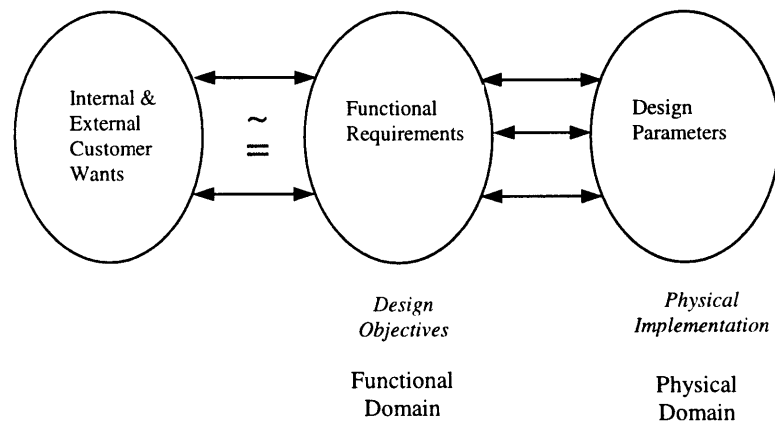 Internal &
External
Customer
Wants
~
=
Functional
Requirements
Design
Parameters
Design
Objectives
Physical
Implementation
Functional
Domain
Physical
Domain